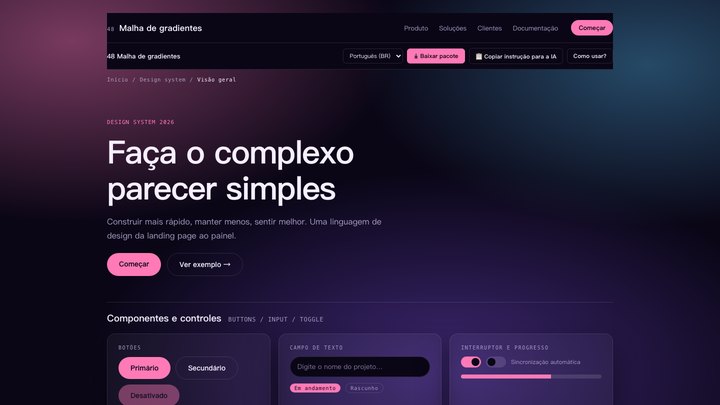 48 Malha de gradientes
Produto Soluções Clientes Documentação Começar
48 Malha de gradientes
Português (BR) Baixar pacote Copiar instrução para a IA Como usar?
Início / Design system / Visão geral
DESIGN SYSTEM 2026
Faça o complexo
parecer simples
Construir mais rápido, manter menos, sentir melhor. Uma linguagem de
design da landing page ao painel.
Começar Ver exemplo →
Componentes e controles BUTTONS / INPUT / TOGGLE
BOTÕES
Primário Secundário
Desativado
CAMPO DE TEXTO
Digite o nome do projeto...
Em andamento Rascunho
INTERRUPTOR E PROGRESSO
Sincronização automática